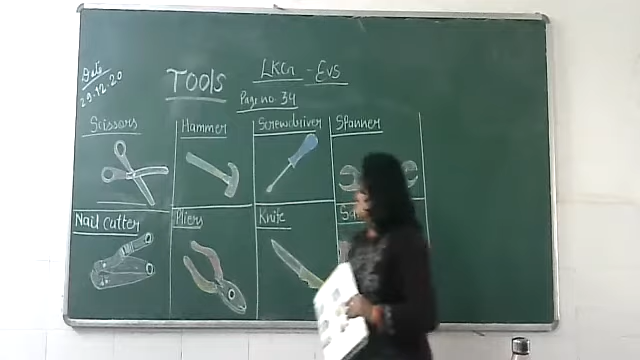 Date
29.12.20
TOOLS
LKG - EVS
Page no. 34
Scissors
Hammer
Screwdriver
Spanner
Nail Cutter
Pliers
Knife